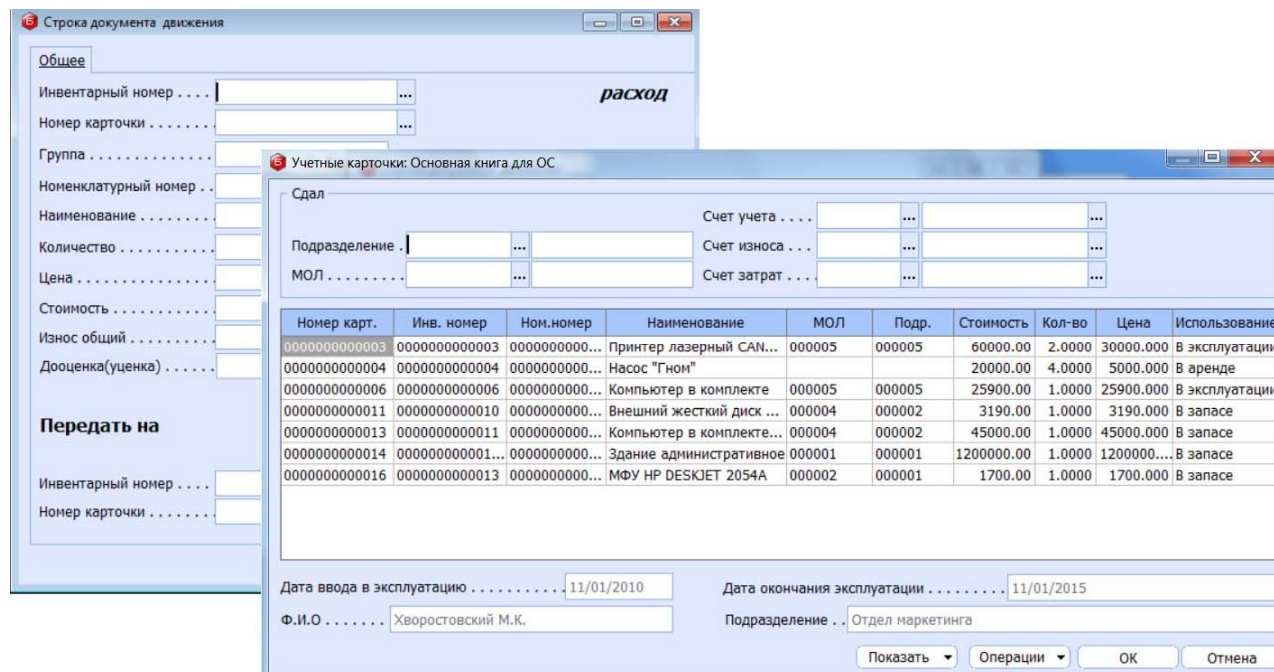 Строка документа движения
Общее
Инвентарный номер . . . .
...
расход
Номер карточки . . . . . . . .
...
Группа . . . . . . . . . . . . . .
Номенклатурный номер . .
Наименование . . . . . . . . .
Количество . . . . . . . . . . .
Цена . . . . . . . . . . . . . . . .
Стоимость . . . . . . . . . . . .
Износ общий . . . . . . . . . .
Дооценка(уценка) . . . . . .
Передать на
Инвентарный номер . . . .
Номер карточки . . . . . . . .
Учетные карточки: Основная книга для ОС
Сдал
Счет учета . . . . ... ...
Подразделение . ... Счет износа . . . ... ...
МОЛ . . . . . . . . . ... Счет затрат . . . . ... ...
Номер карт. Инв. номер Ном.номер Наименование МОЛ Подр. Стоимость Кол-во Цена Использование
0000000000003 0000000000003 0000000000... Принтер лазерный CAN... 000005 000005 60000.00 2.0000 30000.000 В эксплуатации
0000000000004 0000000000004 0000000000... Насос "Гном" 20000.00 4.0000 5000.000 В аренде
0000000000006 0000000000006 0000000000... Компьютер в комплекте 000005 000005 25900.00 1.0000 25900.000 В эксплуатации
0000000000011 0000000000010 0000000000... Внешний жесткий диск ... 000004 000002 3190.00 1.0000 3190.000 В запасе
0000000000013 0000000000011 0000000000... Компьютер в комплекте... 000004 000002 45000.00 1.0000 45000.000 В запасе
0000000000014 00000000001... 0000000000... Здание административное 000001 000001 1200000.00 1.0000 1200000.... В запасе
0000000000016 0000000000013 0000000000... МФУ HP DESKJET 2054A 000002 000001 1700.00 1.0000 1700.000 В запасе
Дата ввода в эксплуатацию . . . . . . . . . . . 11/01/2010 Дата окончания эксплуатации . . . . . . . . . 11/01/2015
Ф.И.О . . . . . . . Хворостовский М.К. Подразделение . . Отдел маркетинга
Показать Операции ОК Отмена